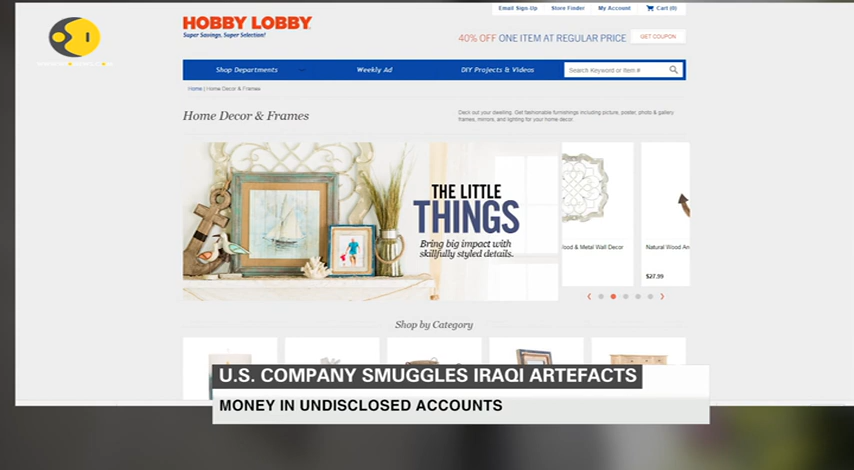 Email Sign-Up Store Finder My Account Cart (0)
HOBBY LOBBY
Super Savings, Super Selection!
40% OFF ONE ITEM AT REGULAR PRICE GET COUPON
Shop Departments Weekly Ad DIY Projects & Videos Search Keyword or Item #
Home | Home Decor & Frames
Home Decor & Frames
Deck out your dwelling. Get fashionable furnishings including picture, poster, photo & gallery
frames, mirrors, and lighting for your home decor.
THE LITTLE
THINGS
Bring big impact with
skillfully styled details.
ood & Metal Wall Decor
Natural Wood An
$27.99
Shop by Category
U.S. COMPANY SMUGGLES IRAQI ARTEFACTS
MONEY IN UNDISCLOSED ACCOUNTS